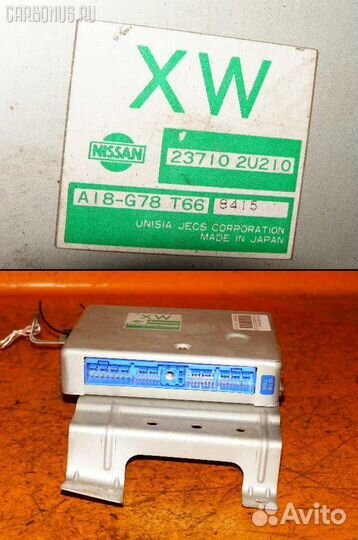 CARBONUS.RU
XW
NISSAN
23710 2U210
A18-G78 T66 8415
UNISIA JECS CORPORATION
MADE IN JAPAN
XW
Avito